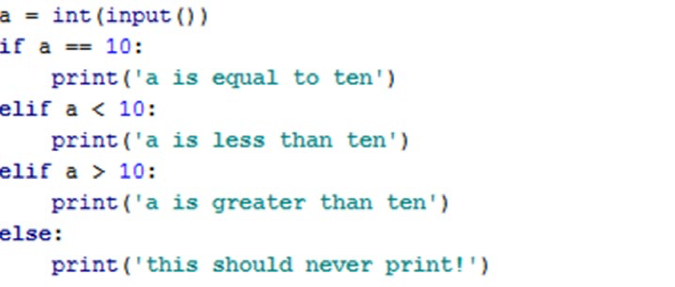 a = int(input())
if a == 10:
    print('a is equal to ten')
elif a < 10:
    print('a is less than ten')
elif a > 10:
    print('a is greater than ten')
else:
    print('this should never print!')